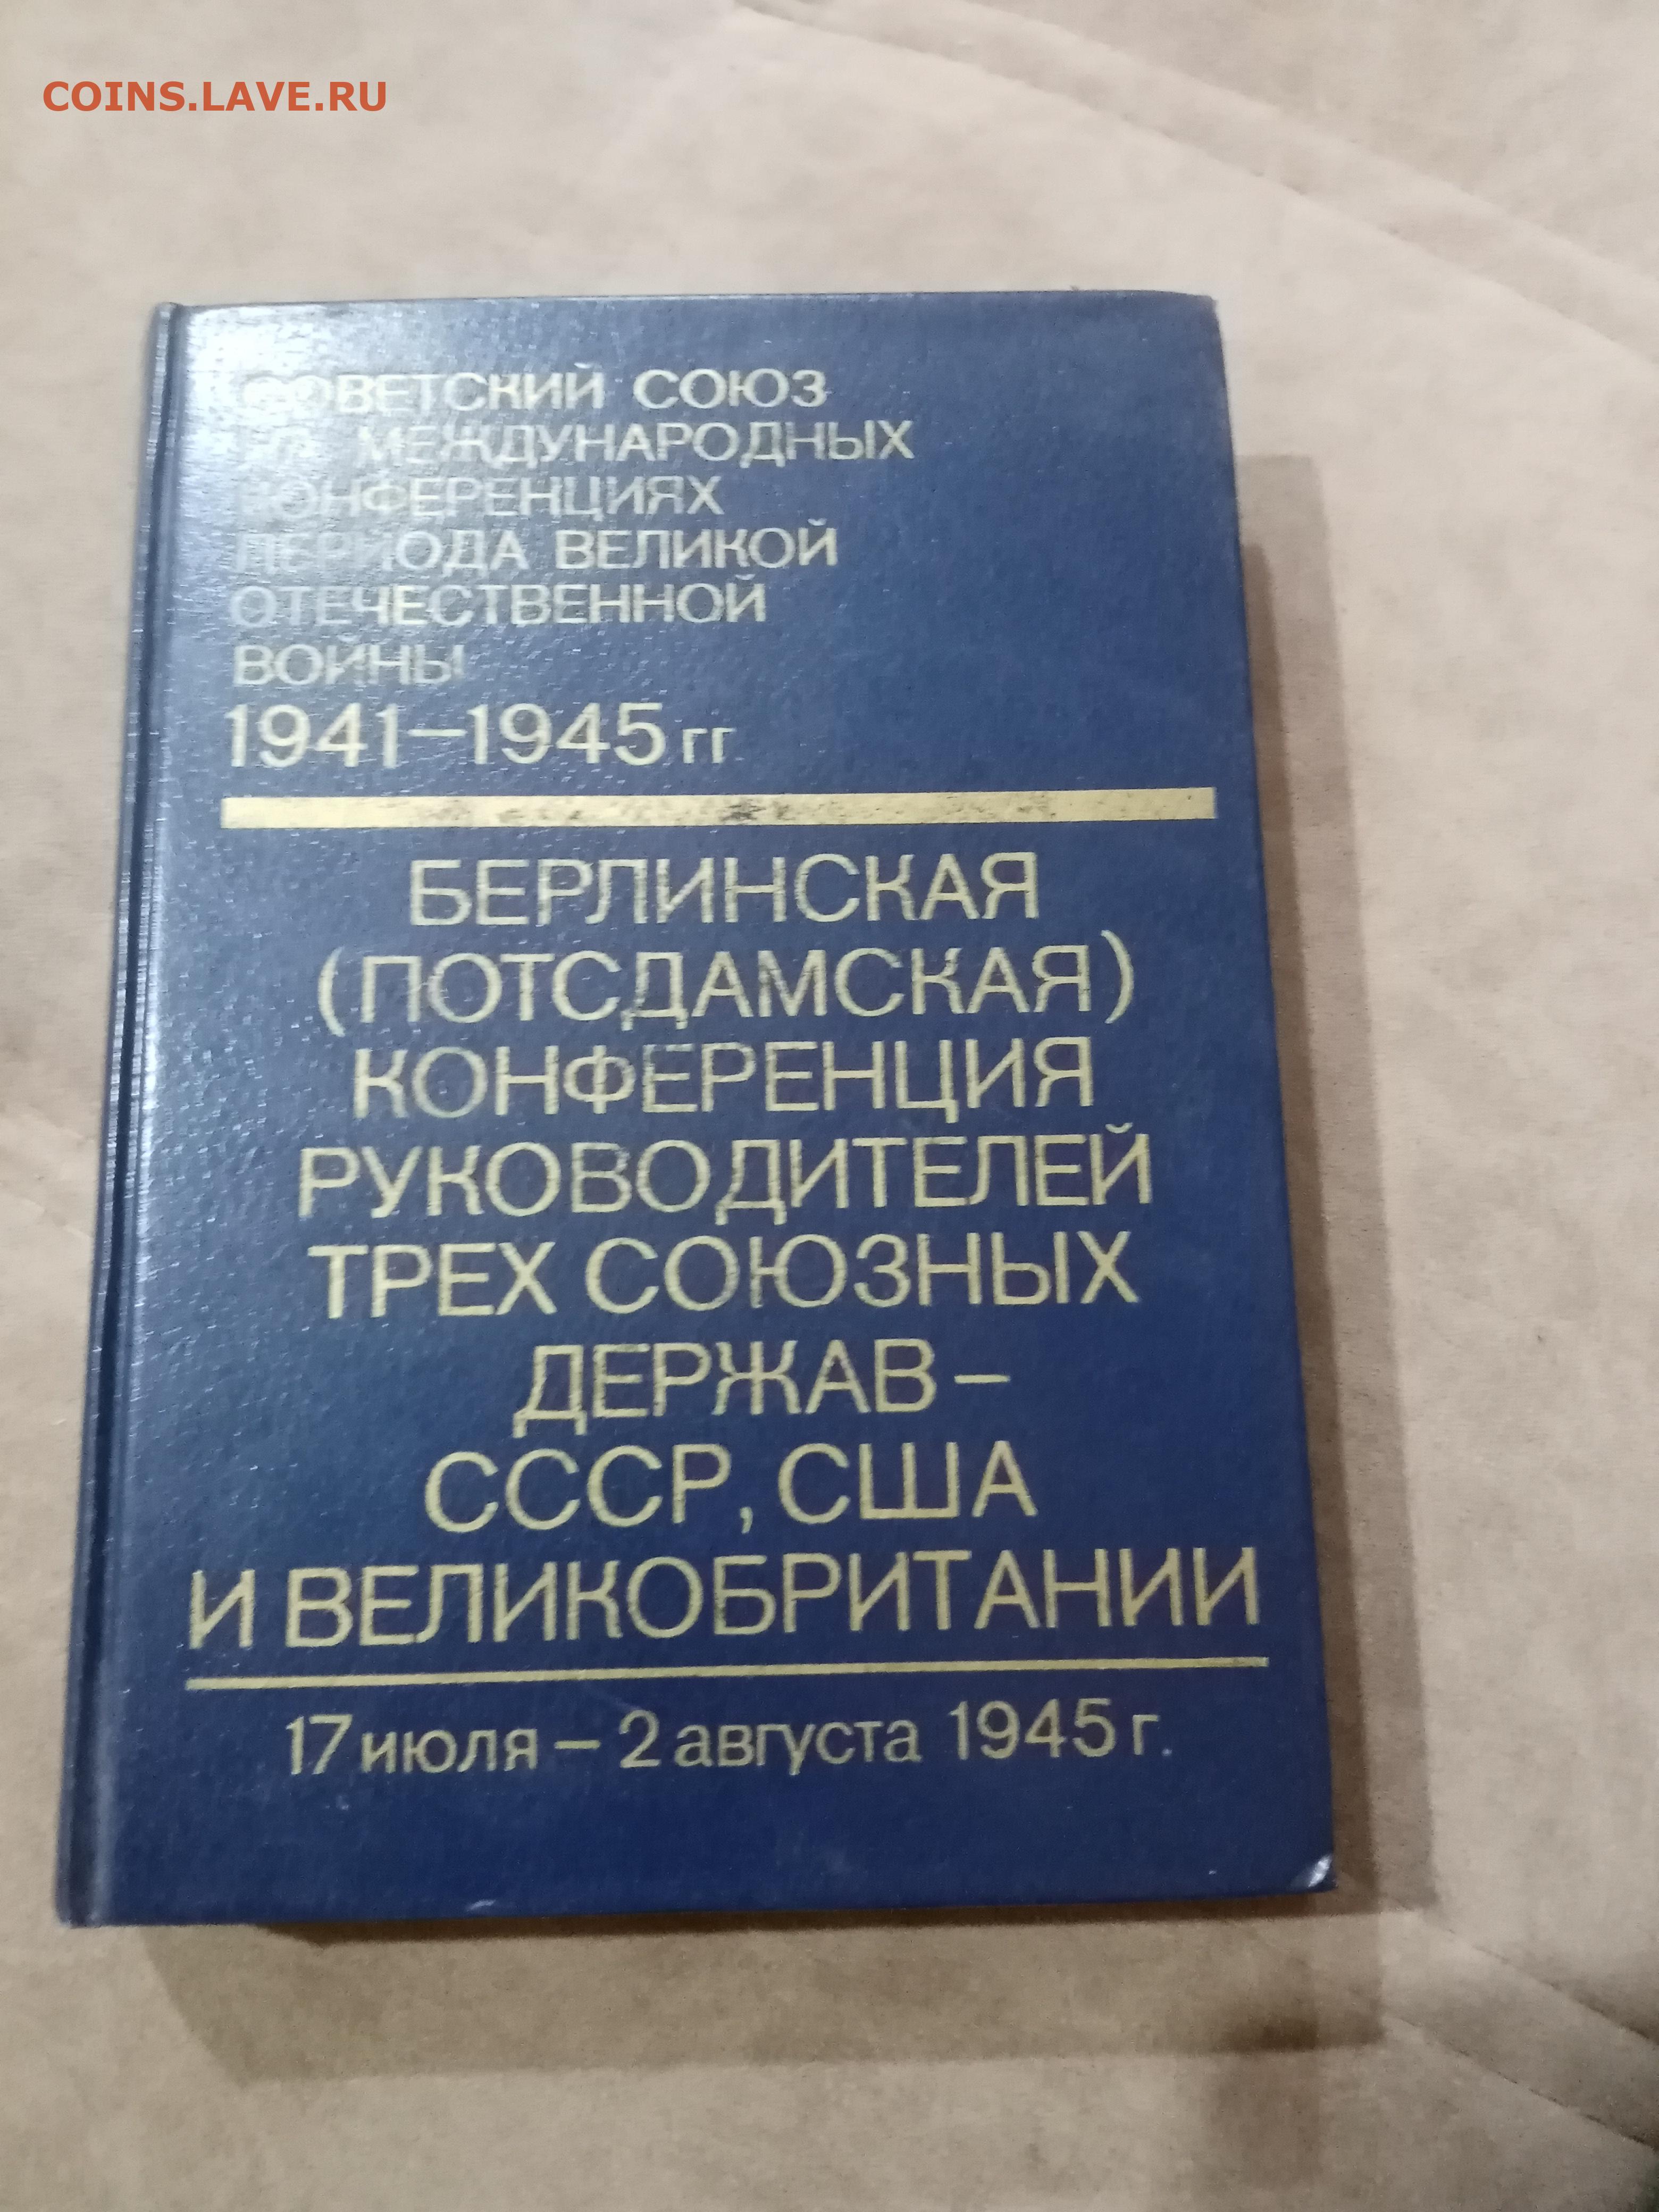 COINS.LAVE.RU
СОВЕТСКИЙ СОЮЗ
НА МЕЖДУНАРОДНЫХ
КОНФЕРЕНЦИЯХ
ПЕРИОДА ВЕЛИКОЙ
ОТЕЧЕСТВЕННОЙ
ВОЙНЫ
1941–1945 гг
БЕРЛИНСКАЯ
(ПОТСДАМСКАЯ)
КОНФЕРЕНЦИЯ
РУКОВОДИТЕЛЕЙ
ТРЕХ СОЮЗНЫХ
ДЕРЖАВ –
СССР, США
И ВЕЛИКОБРИТАНИИ
17 июля – 2 августа 1945 г.